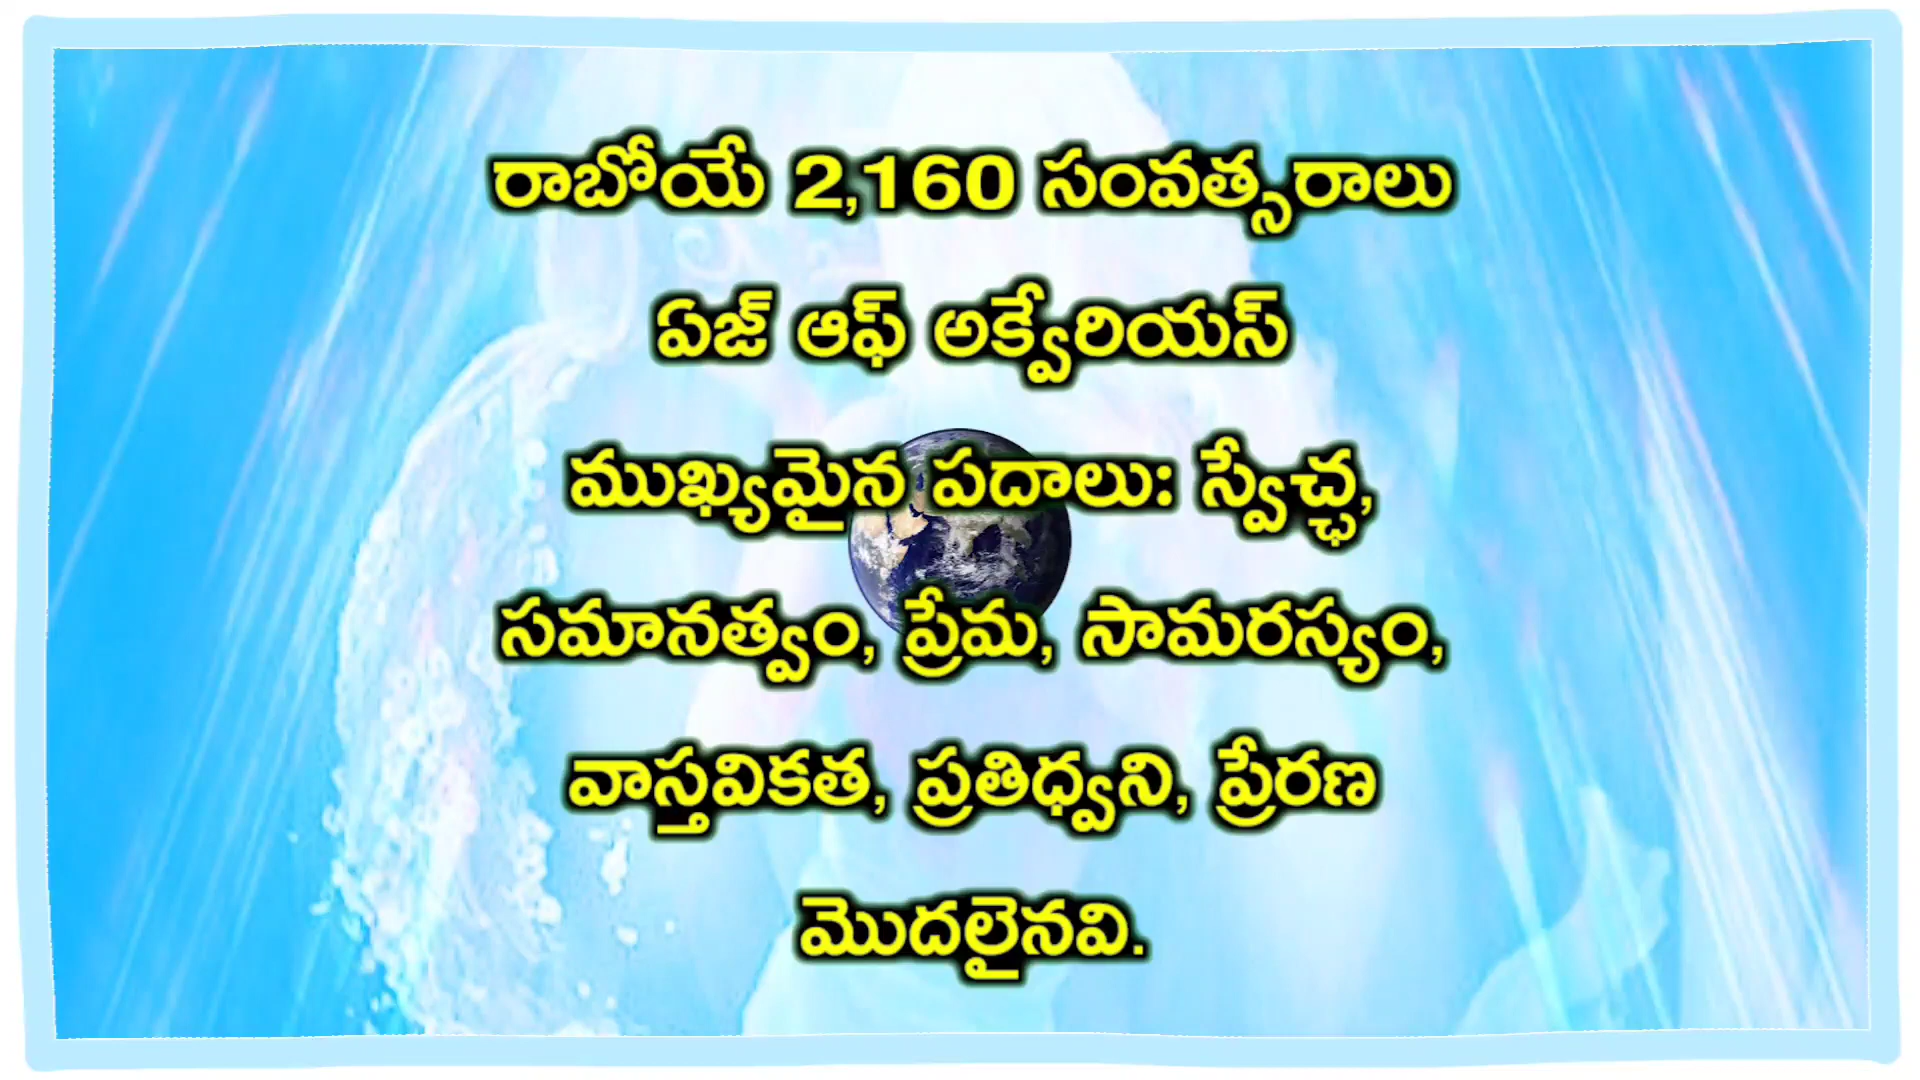 రాబోయే 2,160 సంవత్సరాలు
ఏజ్ ఆఫ్ అక్వేరియస్
ముఖ్యమైన పదాలు: స్వేచ్ఛ,
సమానత్వం, ప్రేమ, సామరస్యం,
వాస్తవికత, ప్రతిధ్వని, ప్రేరణ
మొదలైనవి.